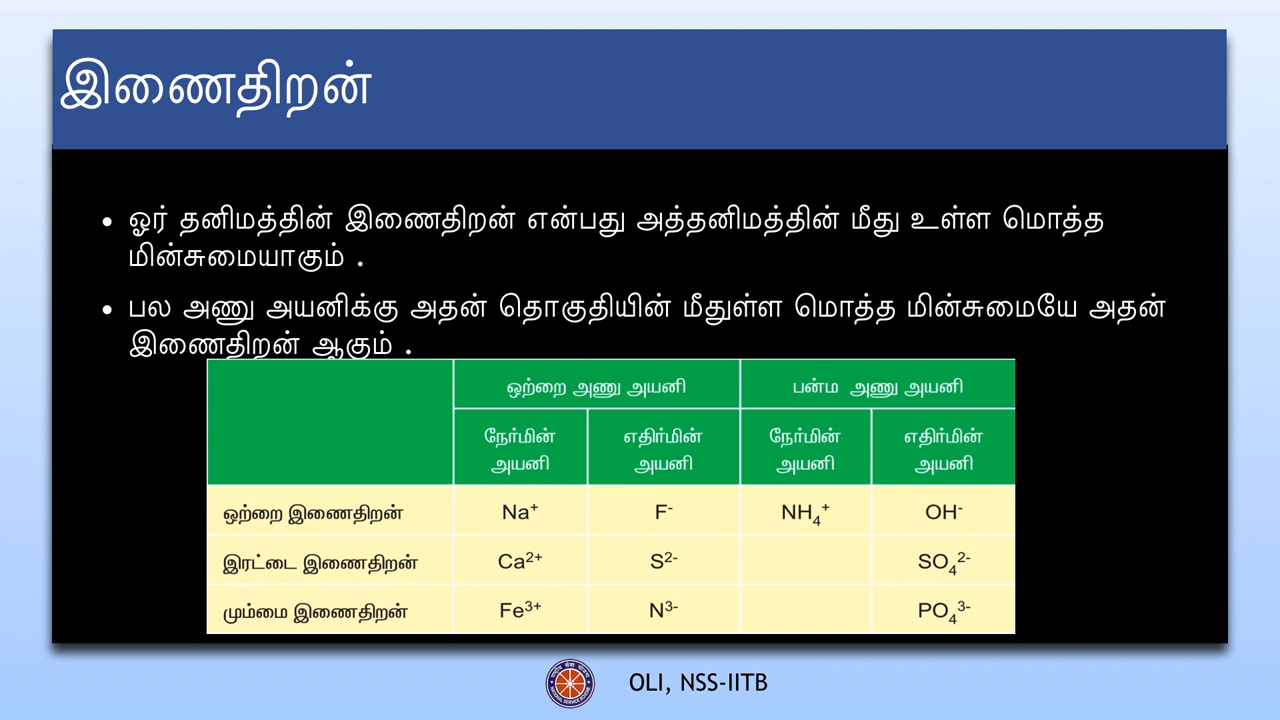 இணைதிறன்
• ஓர் தனிமத்தின் இணைதிறன் என்பது அத்தனிமத்தின் மீது உள்ள மொத்த
மின்சுமையாகும் .
• பல அணு அயனிக்கு அதன் தொகுதியின் மீதுள்ள மொத்த மின்சுமையே அதன்
இணைதிறன் ஆகும் .
ஒற்றை அணு அயனி பன்ம அணு அயனி
நேர்மின் அயனி எதிர்மின் அயனி நேர்மின் அயனி எதிர்மின் அயனி
ஒற்றை இணைதிறன் Na⁺ F⁻ NH₄⁺ OH⁻
இரட்டை இணைதிறன் Ca²⁺ S²⁻ SO₄²⁻
மும்மை இணைதிறன் Fe³⁺ N³⁻ PO₄³⁻
OLI, NSS-IITB